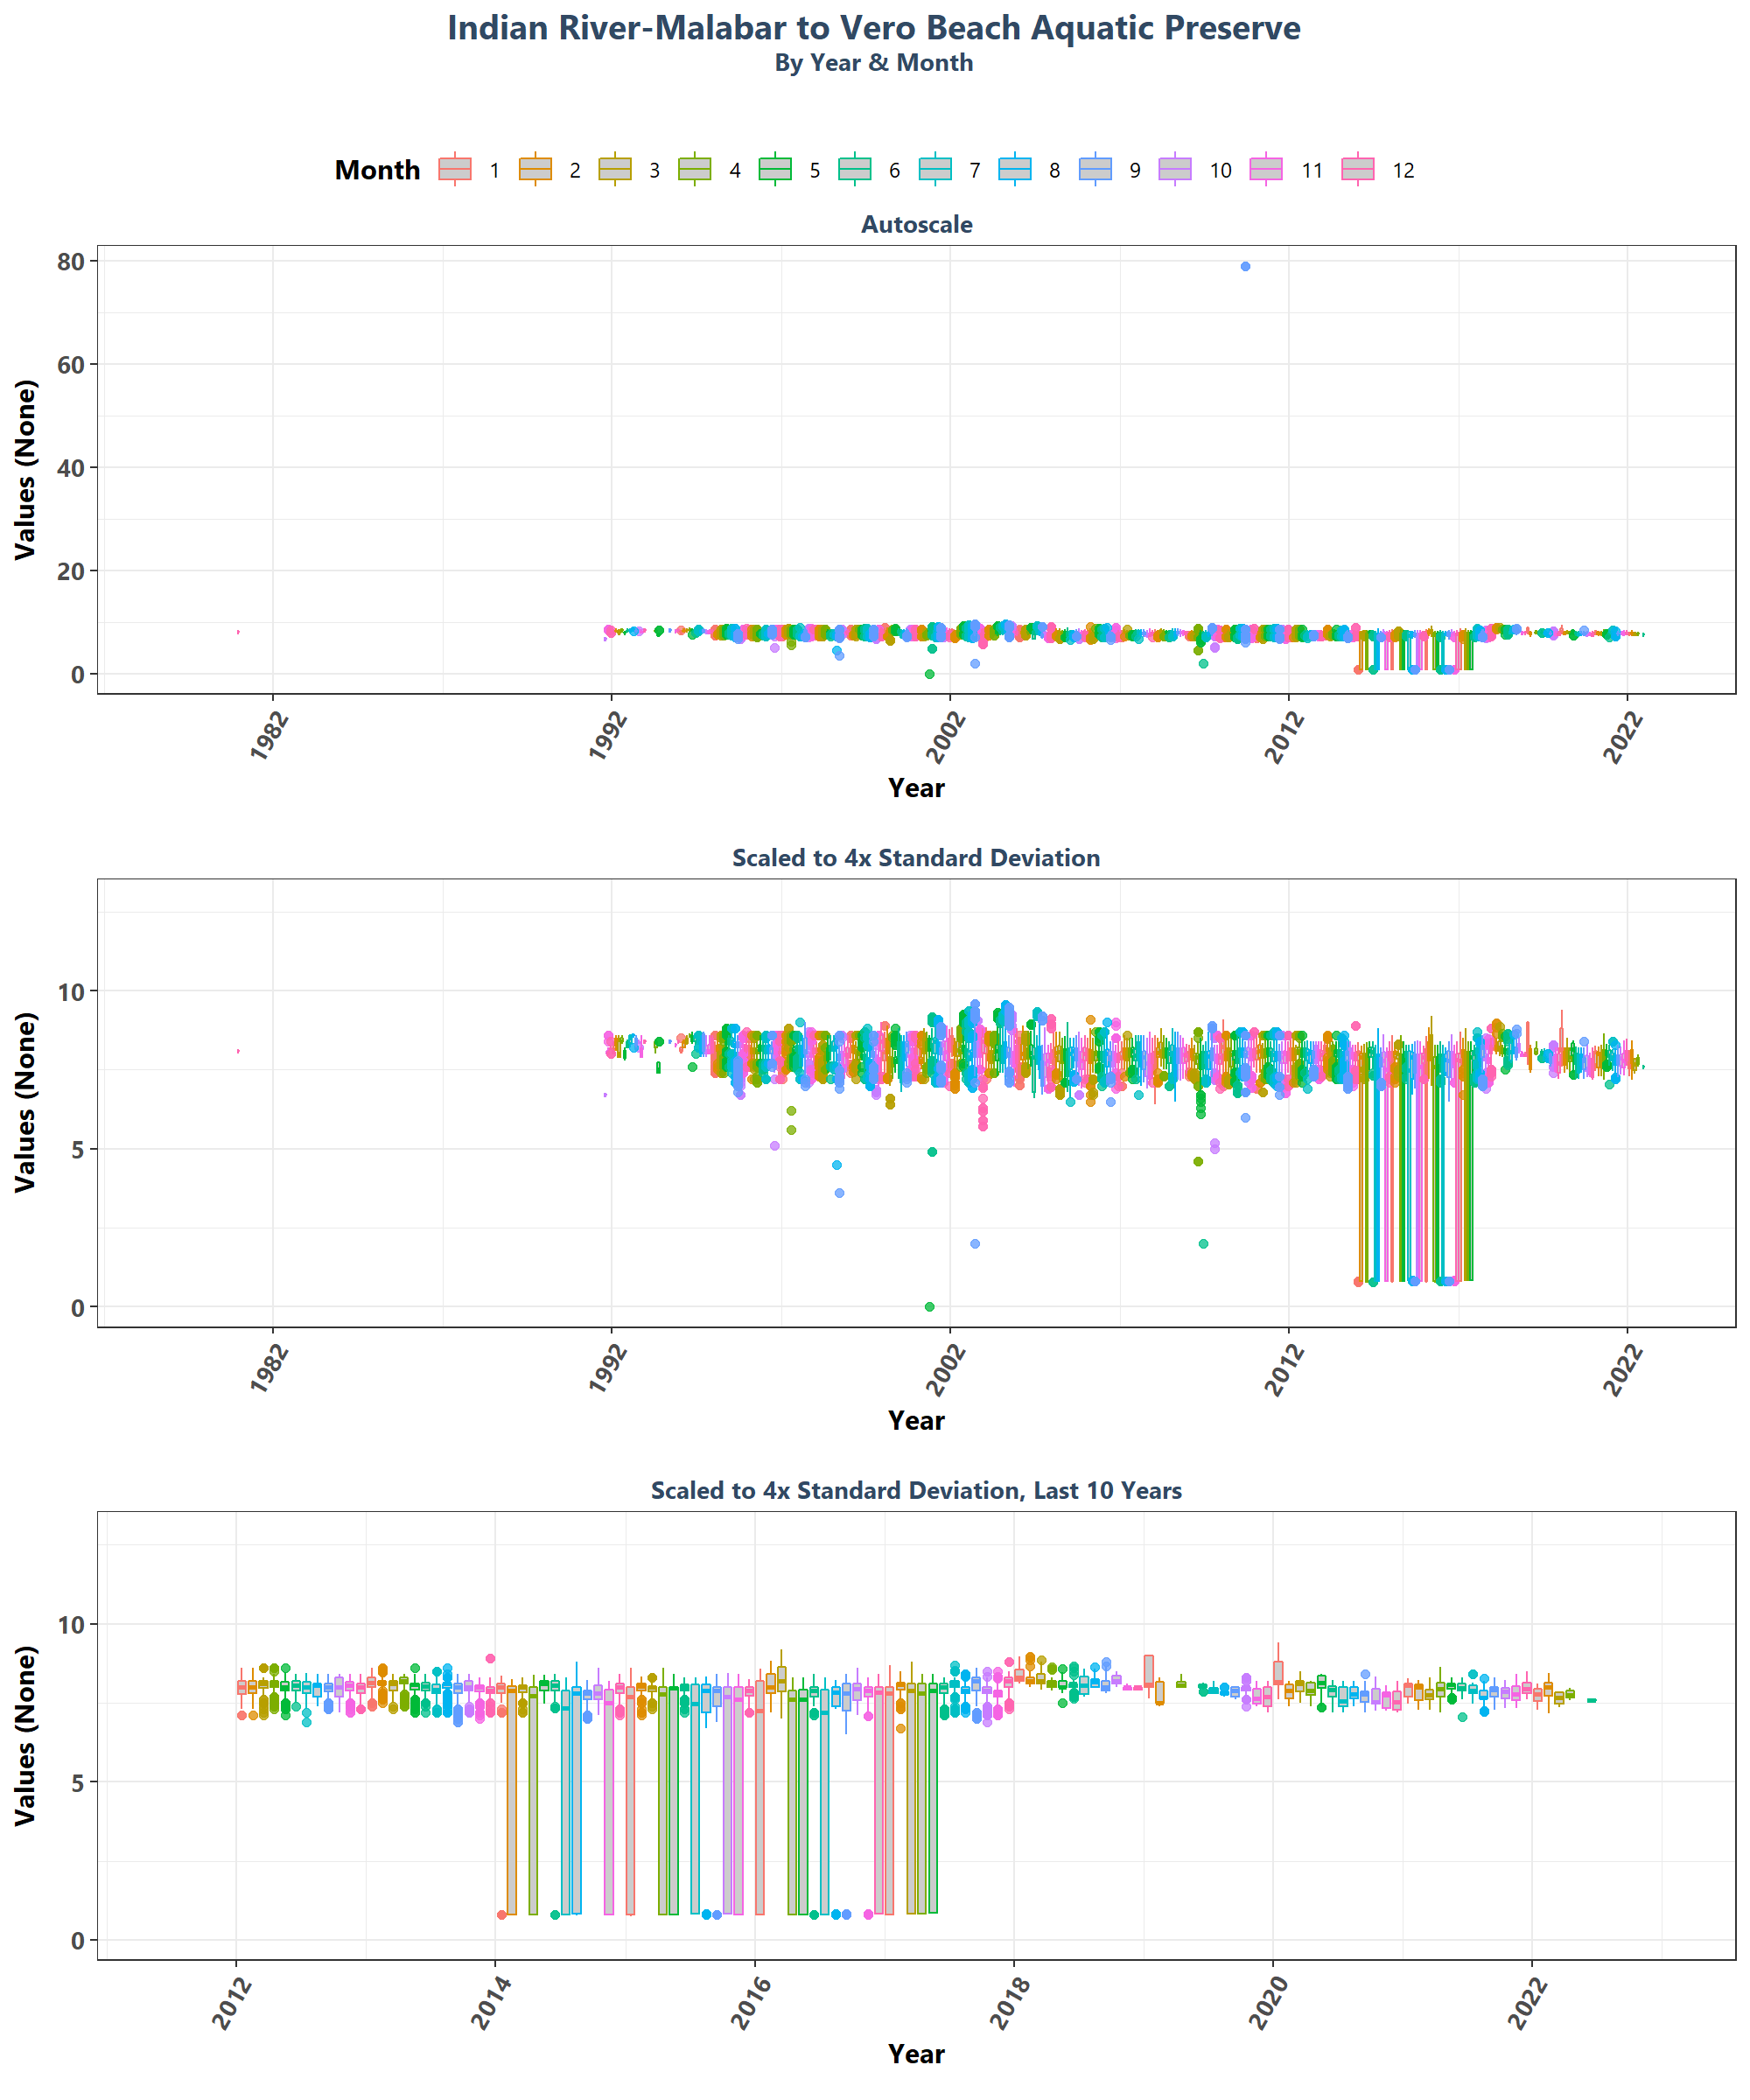 Indian River-Malabar to Vero Beach Aquatic Preserve
By Year & Month
Month 1 2 3 4 5 6 7 8 9 10 11 12
Autoscale
Values (None)
80
60
40
20
0
1982 1992 2002 2012 2022
Year
Scaled to 4x Standard Deviation
Values (None)
10
5
0
1982 1992 2002 2012 2022
Year
Scaled to 4x Standard Deviation, Last 10 Years
Values (None)
10
5
0
2012 2014 2016 2018 2020 2022
Year